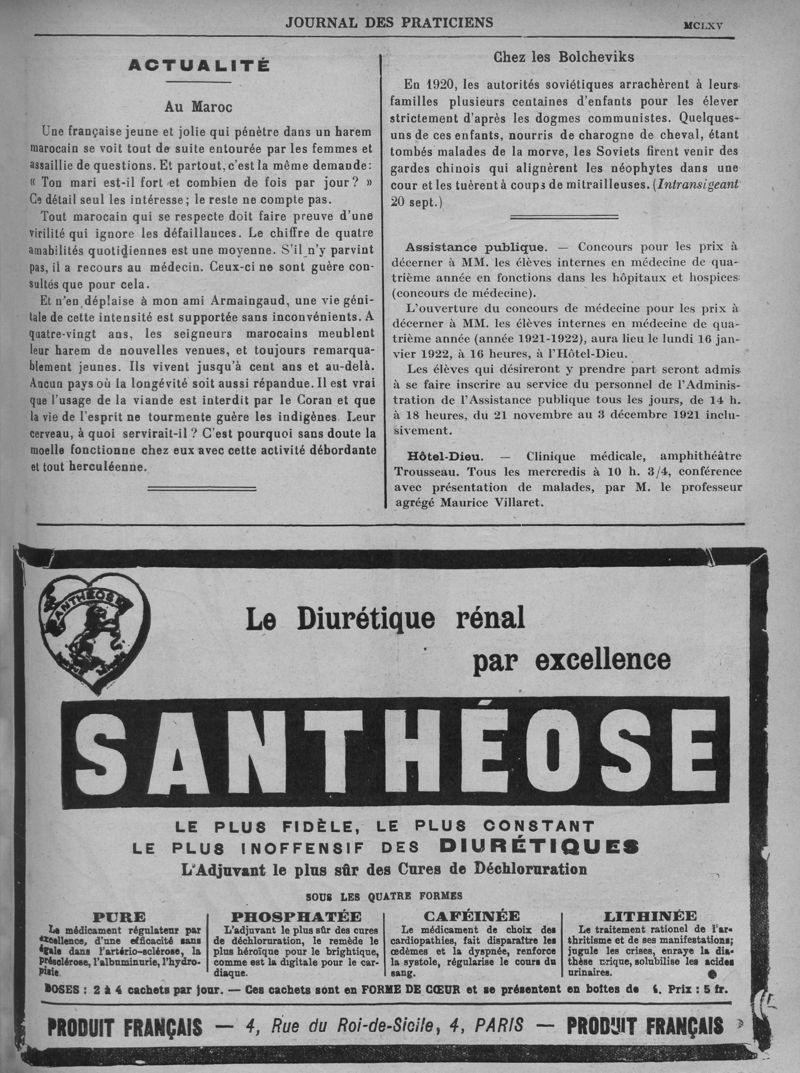 JOURNAL DES PRATICIENS
MCLXV
ACTUALITÉ
Au Maroc
Une française jeune et jolie qui pénètre dans un harem
marocain se voit tout de suite entourée par les femmes et
assaillie de questions. Et partout, c'est la même demande :
« Ton mari est-il fort et combien de fois par jour ? »
Ce détail seul les intéresse ; le reste ne compte pas.
Tout marocain qui se respecte doit faire preuve d'une
virilité qui ignore les défaillances. Le chiffre de quatre
amabilités quotidiennes est une moyenne. S'il n'y parvint
pas, il a recours au médecin. Ceux-ci ne sont guère con-
sultés que pour cela.
Et n'en déplaise à mon ami Armaingaud, une vie géni-
tale de cette intensité est supportée sans inconvénients. A
quatre-vingt ans, les seigneurs marocains meublent
leur harem de nouvelles venues, et toujours remarqua-
blement jeunes. Ils vivent jusqu'à cent ans et au-delà.
Aucun pays où la longévité soit aussi répandue. Il est vrai
que l'usage de la viande est interdit par le Coran et que
la vie de l'esprit ne tourmente guère les indigènes. Leur
cerveau, à quoi servirait-il ? C'est pourquoi sans doute la
moelle fonctionne chez eux avec cette activité débordante
et tout herculéenne.
Chez les Bolcheviks
En 1920, les autorités soviétiques arrachèrent à leurs
familles plusieurs centaines d'enfants pour les élever
strictement d'après les dogmes communistes. Quelques-
uns de ces enfants, nourris de charogne de cheval, étant
tombés malades de la morve, les Soviets firent venir des
gardes chinois qui alignèrent les néophytes dans une
cour et les tuèrent à coups de mitrailleuses. (Intransigeant
20 sept.)
Assistance publique. — Concours pour les prix à
décerner à MM. les élèves internes en médecine de qua-
trième année en fonctions dans les hôpitaux et hospices
(concours de médecine).
L'ouverture du concours de médecine pour les prix à
décerner à MM. les élèves internes en médecine de qua-
trième année (année 1921-1922), aura lieu le lundi 16 jan-
vier 1922, à 16 heures, à l'Hôtel-Dieu.
Les élèves qui désireront y prendre part seront admis
à se faire inscrire au service du personnel de l'Adminis-
tration de l'Assistance publique tous les jours, de 14 h.
à 18 heures, du 21 novembre au 3 décembre 1921 inclu-
sivement.
Hôtel-Dieu. — Clinique médicale, amphithéâtre
Trousseau. Tous les mercredis à 10 h. 3/4, conférence
avec présentation de malades, par M. le professeur
agrégé Maurice Villaret.
SANTHÉOSE
Le Diurétique rénal
par excellence
SANTHÉOSE
LE PLUS FIDÈLE, LE PLUS CONSTANT
LE PLUS INOFFENSIF DES DIURÉTIQUES
L'Adjuvant le plus sûr des Cures de Déchloruration
SOUS LES QUATRE FORMES
PURE
Le médicament régulateur par
excellence, d'une efficacité sans
égale dans l'artério-sclérose, la
présclérose, l'albuminurie, l'hydro-
pisie.
PHOSPHATÉE
L'adjuvant le plus sûr des cures
de déchloruration, le remède le
plus héroïque pour le brightique,
comme est la digitale pour le car-
diaque.
CAFÉINÉE
Le médicament de choix des
cardiopathies, fait disparaître les
œdèmes et la dyspnée, renforce
la systole, régularise le cours du
sang.
LITHINÉE
Le traitement rationel de l'ar-
thritisme et de ses manifestations;
jugule les crises, enraye la dia-
thèse urique, solubilise les acides
urinaires.
DOSES : 2 à 4 cachets par jour. — Ces cachets sont en FORME DE CŒUR et se présentent en boîtes de Prix : 5 fr.
PRODUIT FRANÇAIS — 4, Rue du Roi-de-Sicile, 4, PARIS — PRODUIT FRANÇAIS